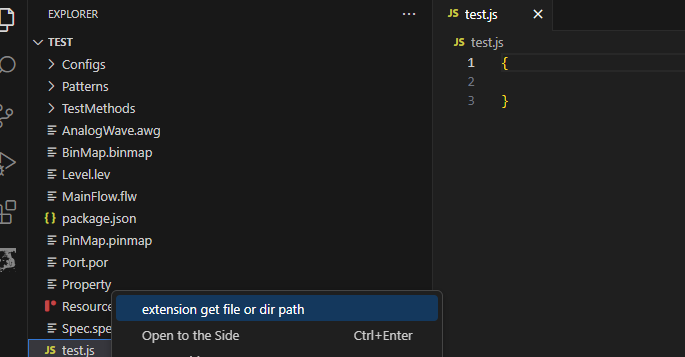 EXPLORER
...
TEST
Configs
Patterns
TestMethods
AnalogWave.awg
BinMap.binmap
Level.lev
MainFlow.flw
{} package.json
PinMap.pinmap
Port.por
Property
Resource
Spec.spe
JS test.js
extension get file or dir path
Open to the Side Ctrl+Enter
JS test.js
JS test.js
1 {
2
3 }